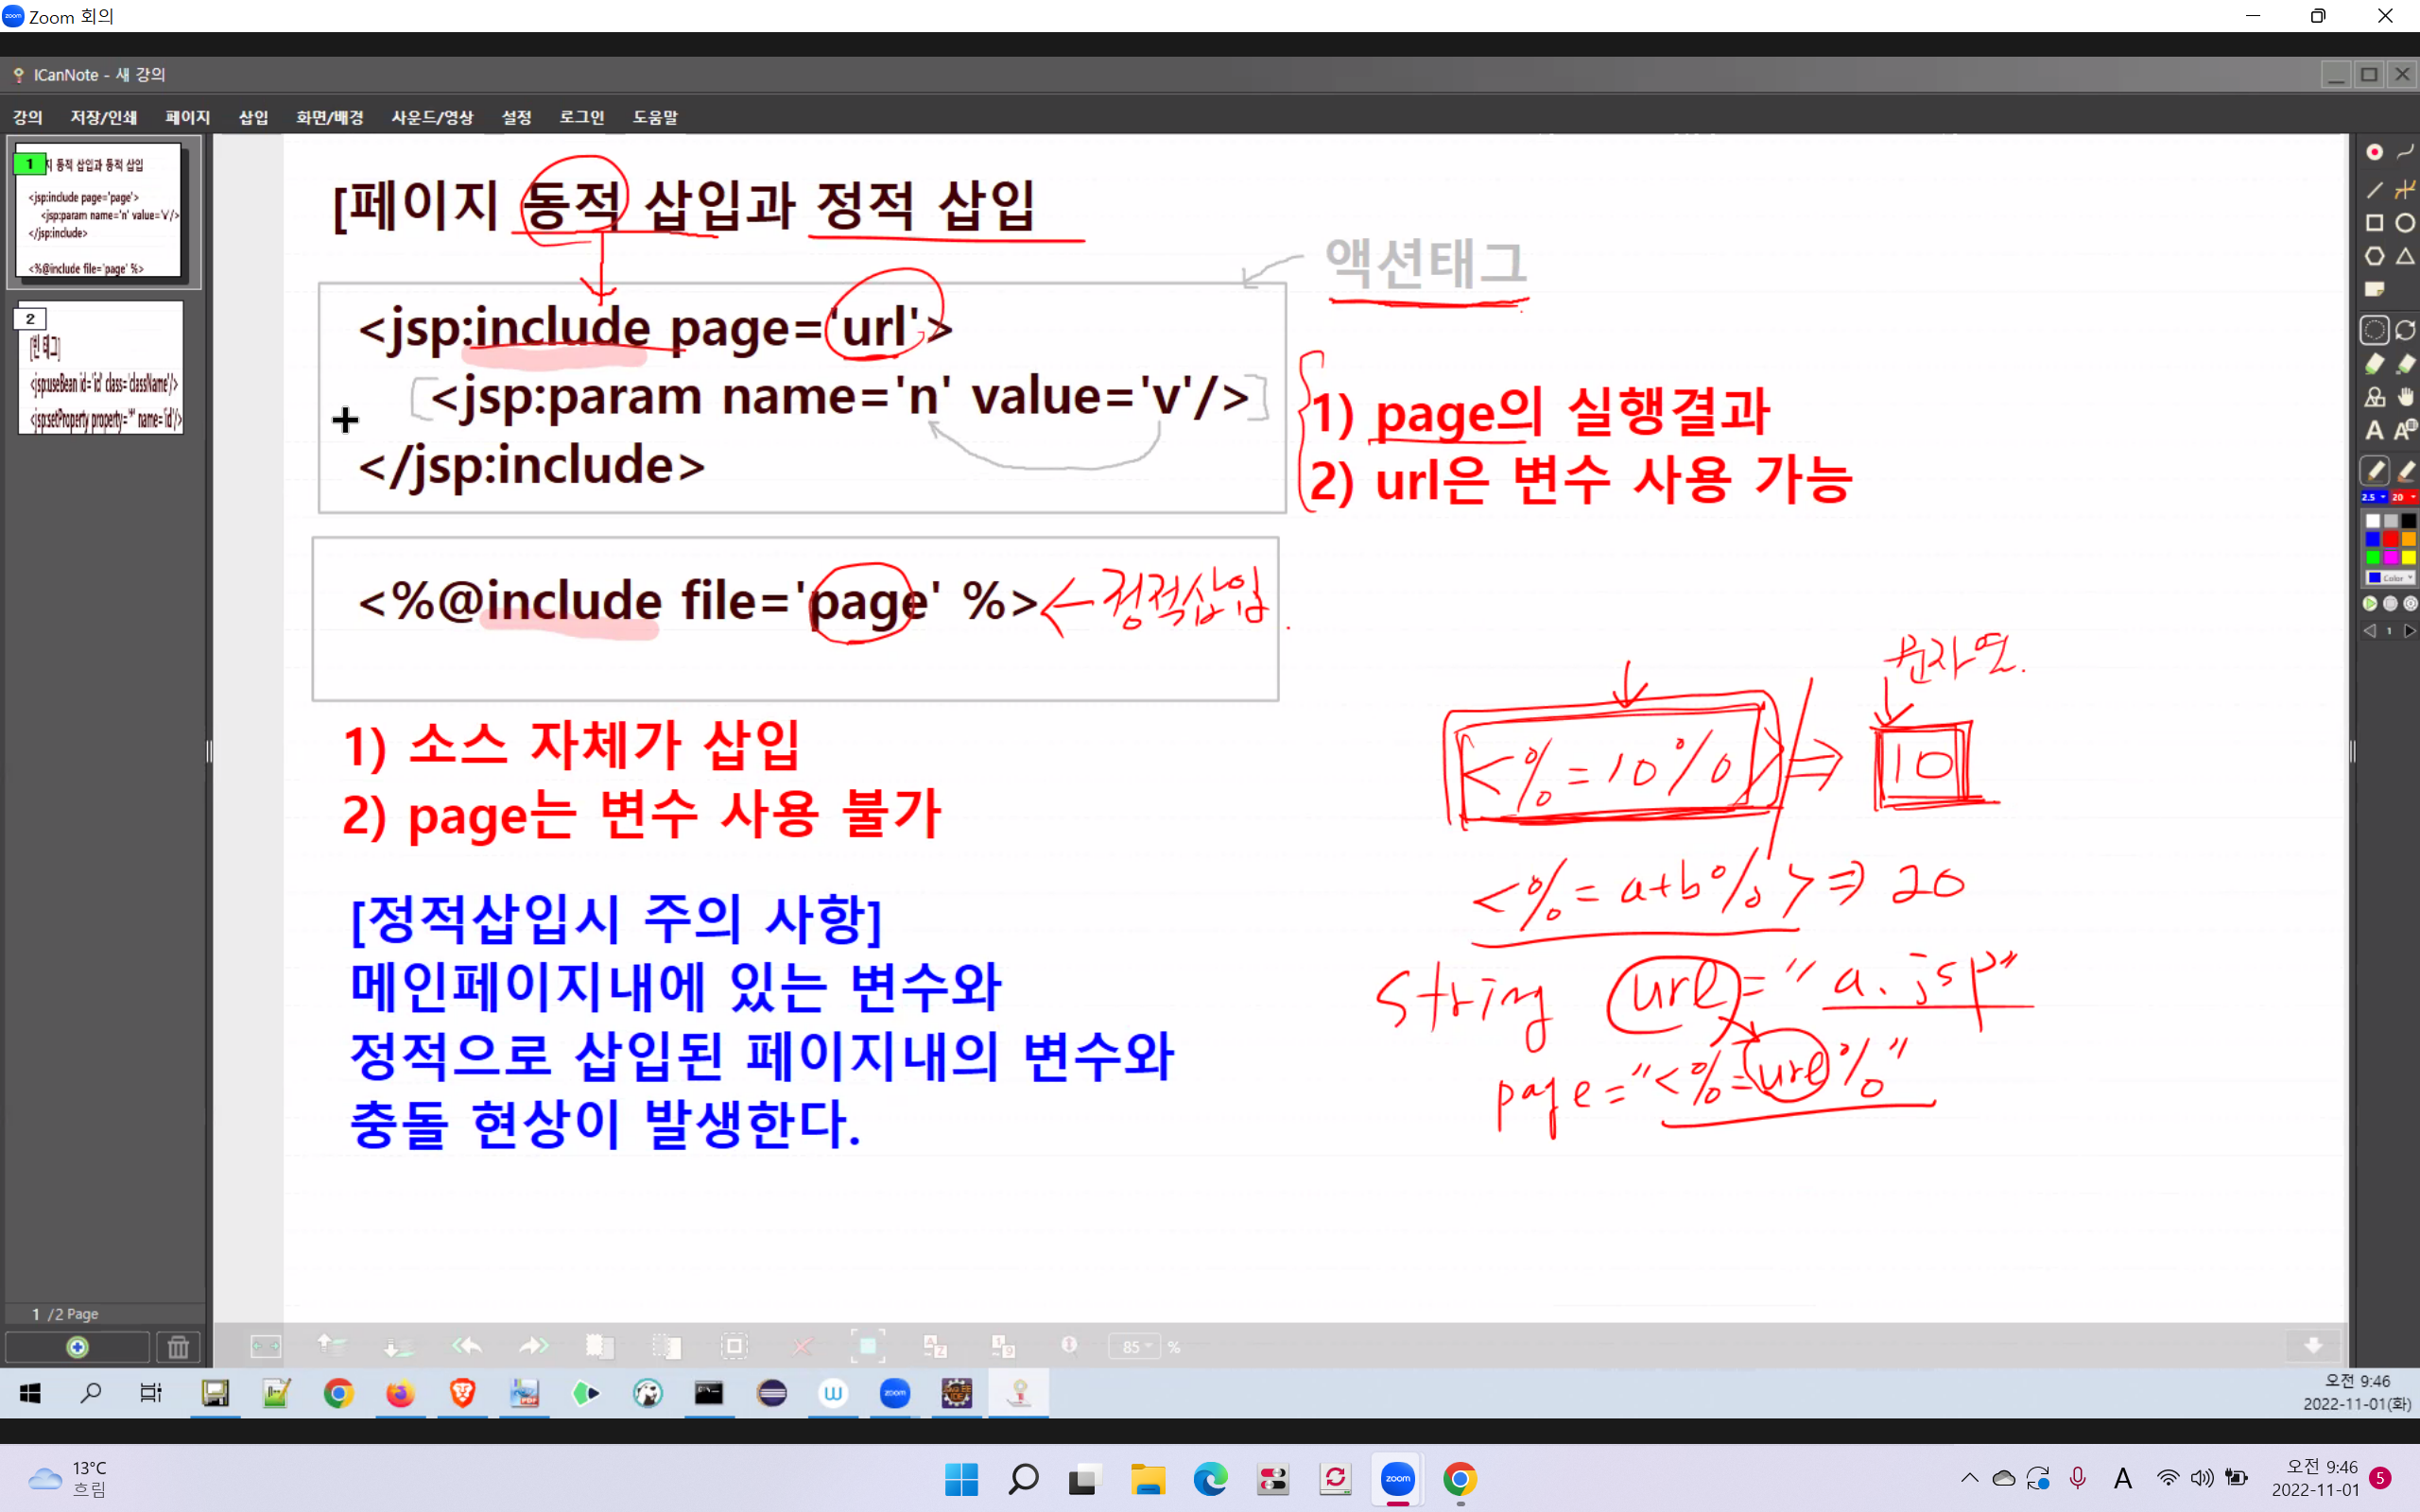 Zoom 회의
ICanNote - 새 강의
강의 저장/인쇄 페이지 삽입 화면/배경 사운드/영상 설정 로그인 도움말
1
지 동적 삽입과 동적 삽입
<jsp:include page='page'>
<jsp:param name='n' value='v'/>
</jsp:include>
<%@include file='page' %>
2
[빈 태그]
<jsp:useBean id='id' class='className'/>
<jsp:setProperty property='*' name='id'/>
[페이지 동적 삽입과 정적 삽입
액션태그
<jsp:include page='url'>
<jsp:param name='n' value='v'/>
</jsp:include>
1) page의 실행결과
2) url은 변수 사용 가능
<%@include file='page' %>
정적삽입
1) 소스 자체가 삽입
2) page는 변수 사용 불가
[정적삽입시 주의 사항]
메인페이지내에 있는 변수와
정적으로 삽입된 페이지내의 변수와
충돌 현상이 발생한다.
문자열.
<%=10%> ⇒ 10
<%=a+b%> ⇒ 20
String url="a.jsp"
page="<%=url%"
2.5 20
Color
1
1 /2 Page
85 %
오전 9:46
2022-11-01(화)
13°C
흐림
zoom
A
오전 9:46
2022-11-01
5